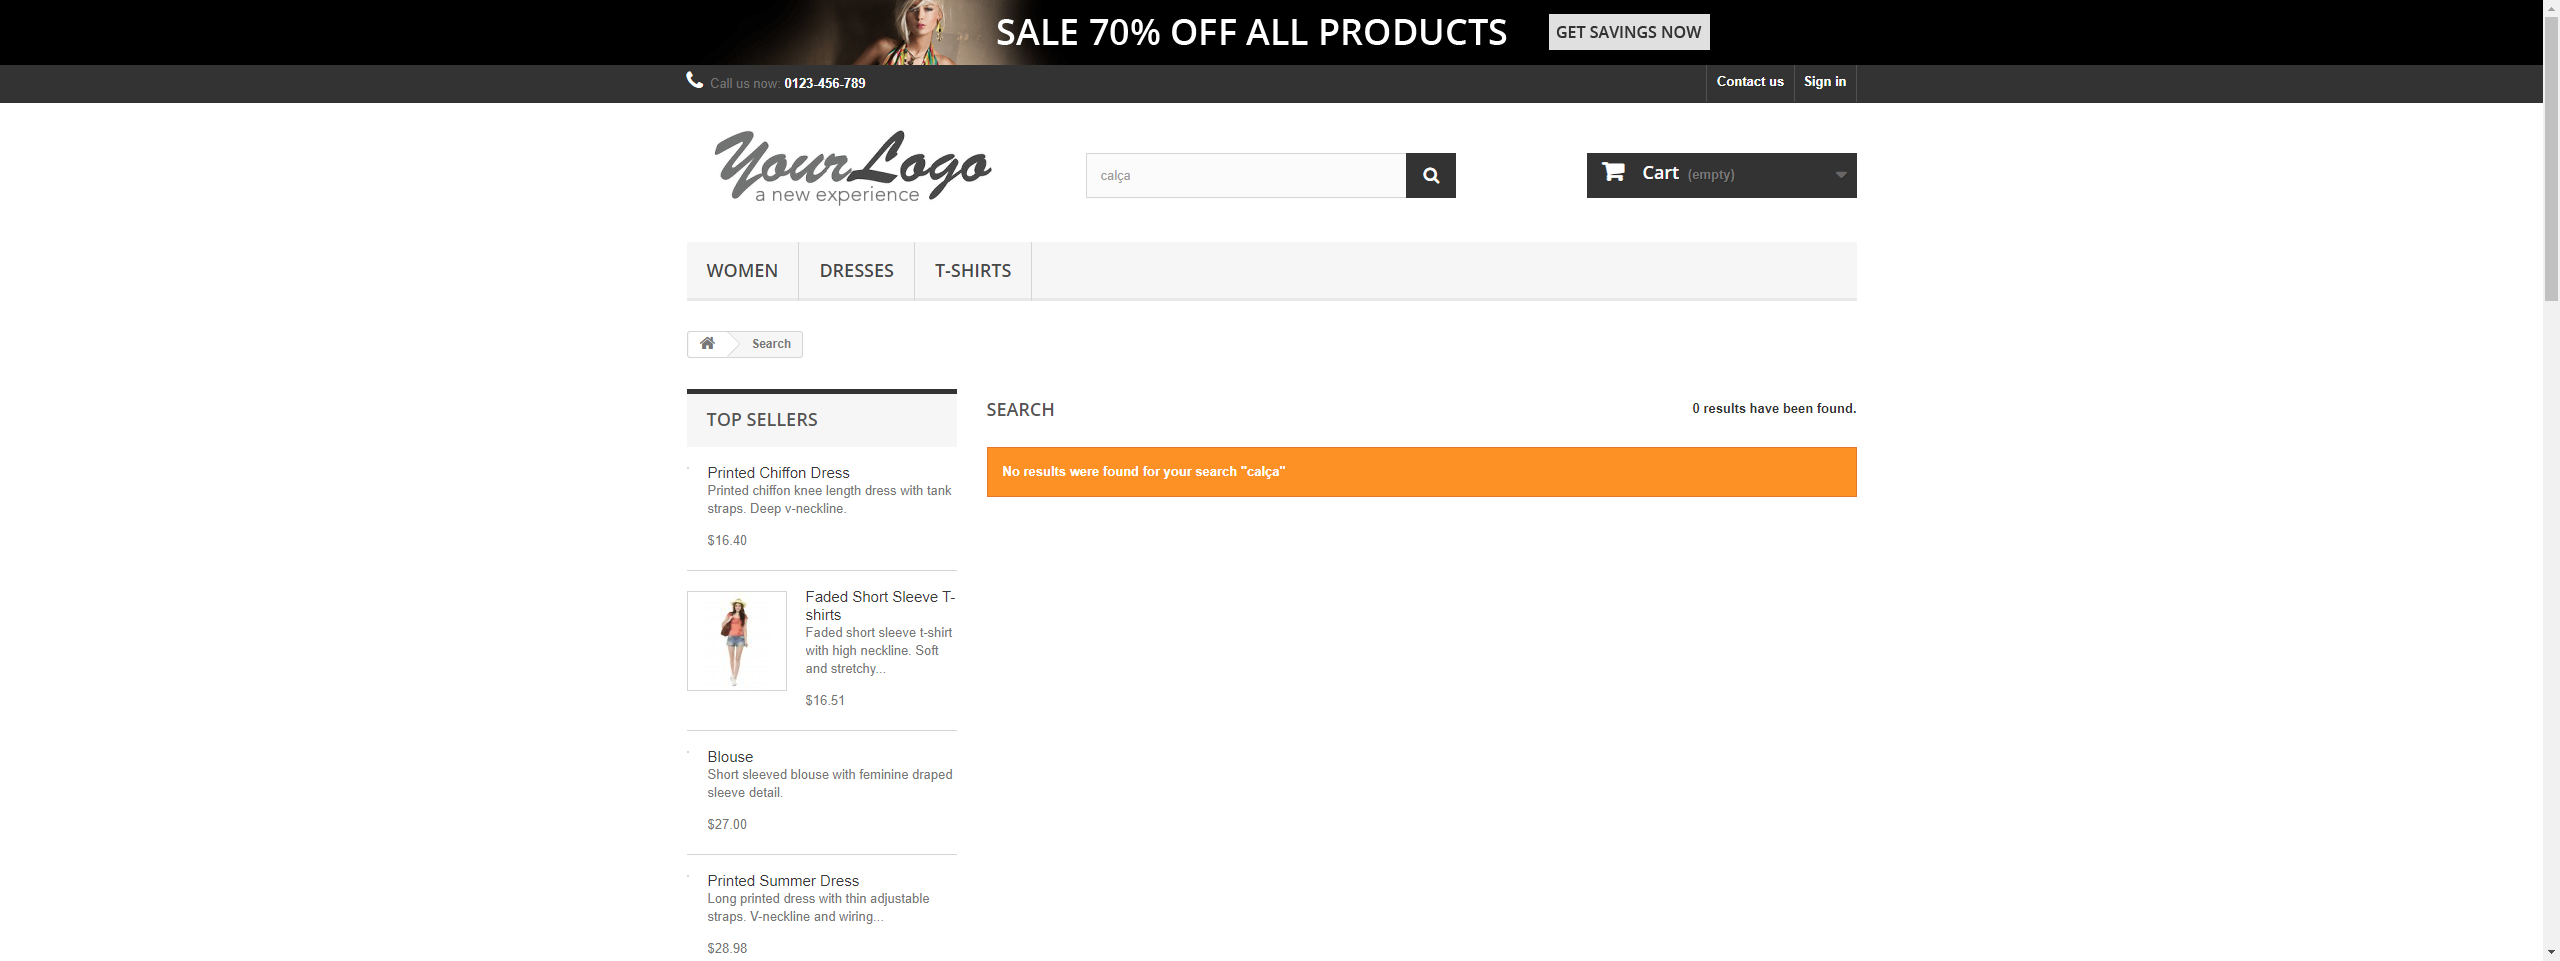 SALE 70% OFF ALL PRODUCTS
GET SAVINGS NOW
Call us now: 0123-456-789
Contact us
Sign in
YourLogo
a new experience
calça
Cart (empty)
WOMEN
DRESSES
T-SHIRTS
Search
TOP SELLERS
Printed Chiffon Dress
Printed chiffon knee length dress with tank
straps. Deep v-neckline.
$16.40
Faded Short Sleeve T-
shirts
Faded short sleeve t-shirt
with high neckline. Soft
and stretchy...
$16.51
Blouse
Short sleeved blouse with feminine draped
sleeve detail.
$27.00
Printed Summer Dress
Long printed dress with thin adjustable
straps. V-neckline and wiring...
$28.98
SEARCH
0 results have been found.
No results were found for your search "calça"